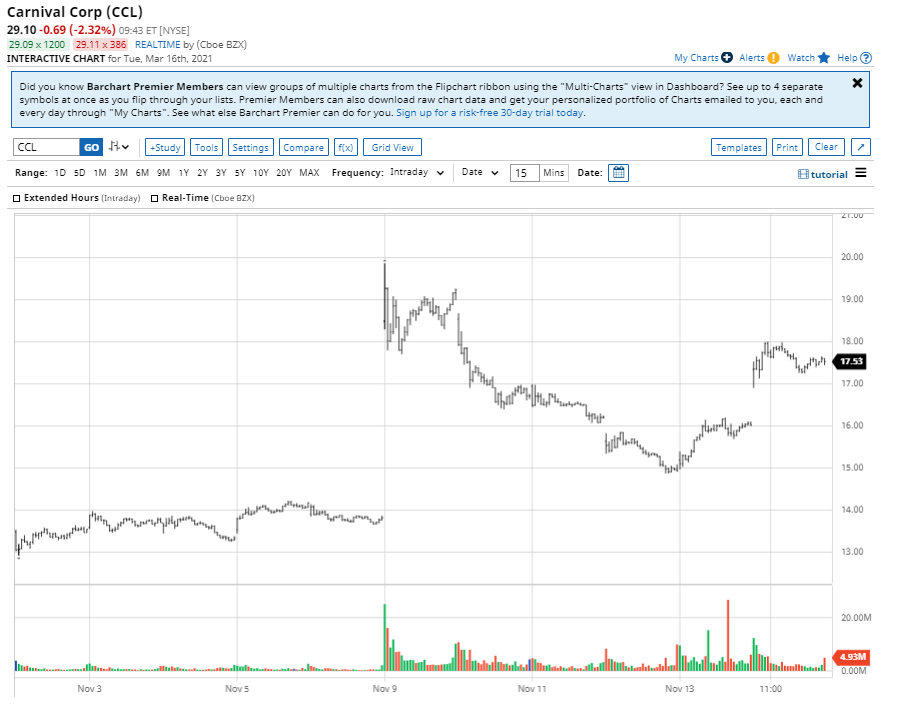 Carnival Corp (CCL)
29.10 -0.69 (-2.32%) 09:43 ET [NYSE]
29.09 x 1200 29.11 x 386 REALTIME by (Cboe BZX)
INTERACTIVE CHART for Tue, Mar 16th, 2021
My Charts Alerts Watch Help
Did you know Barchart Premier Members can view groups of multiple charts from the Flipchart ribbon using the "Multi-Charts" view in Dashboard? See up to 4 separate
symbols at once as you flip through your lists. Premier Members can also download raw chart data and get your personalized portfolio of Charts emailed to you, each and
every day through "My Charts". See what else Barchart Premier can do for you. Sign up for a risk-free 30-day trial today.
CCL GO +Study Tools Settings Compare f(x) Grid View Templates Print Clear
Range: 1D 5D 1M 3M 6M 9M 1Y 2Y 3Y 5Y 10Y 20Y MAX Frequency: Intraday Date 15 Mins Date: tutorial
Extended Hours (Intraday) Real-Time (Cboe BZX)
21.00
20.00
19.00
18.00
17.53
17.00
16.00
15.00
14.00
13.00
20.00M
4.93M
0.00M
Nov 3 Nov 5 Nov 9 Nov 11 Nov 13 11:00